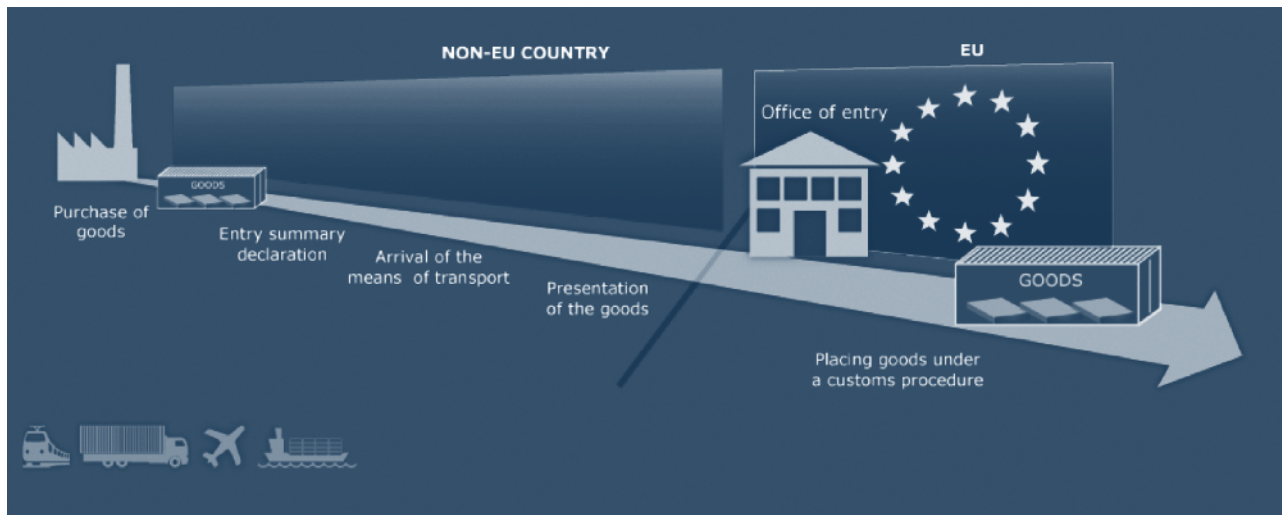 NON-EU COUNTRY
EU
Office of entry
GOODS
Purchase of
goods
Entry summary
declaration
Arrival of the
means of transport
Presentation
of the goods
GOODS
Placing goods under
a customs procedure